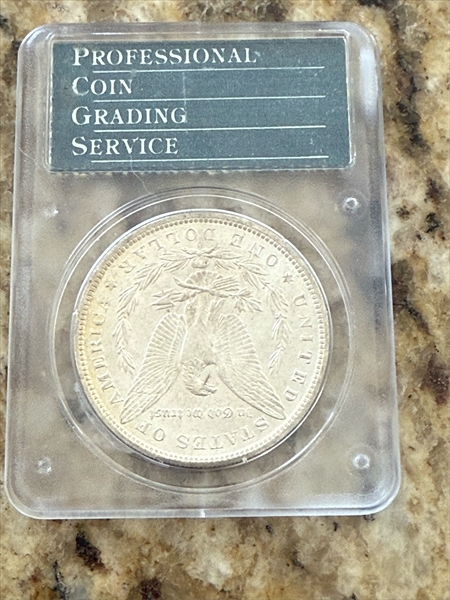 PROFESSIONAL
COIN
GRADING
SERVICE
UNITED STATES OF AMERICA
In God We trust
ONE DOLLAR